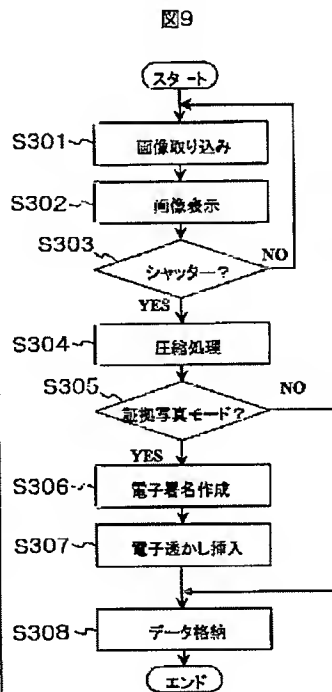 図9
スタート
S301 画像取り込み
S302 画像表示
S303 シャッター? NO
YES
S304 圧縮処理
S305 証拠写真モード? NO
YES
S306 電子署名作成
S307 電子透かし挿入
S308 データ格納
エンド